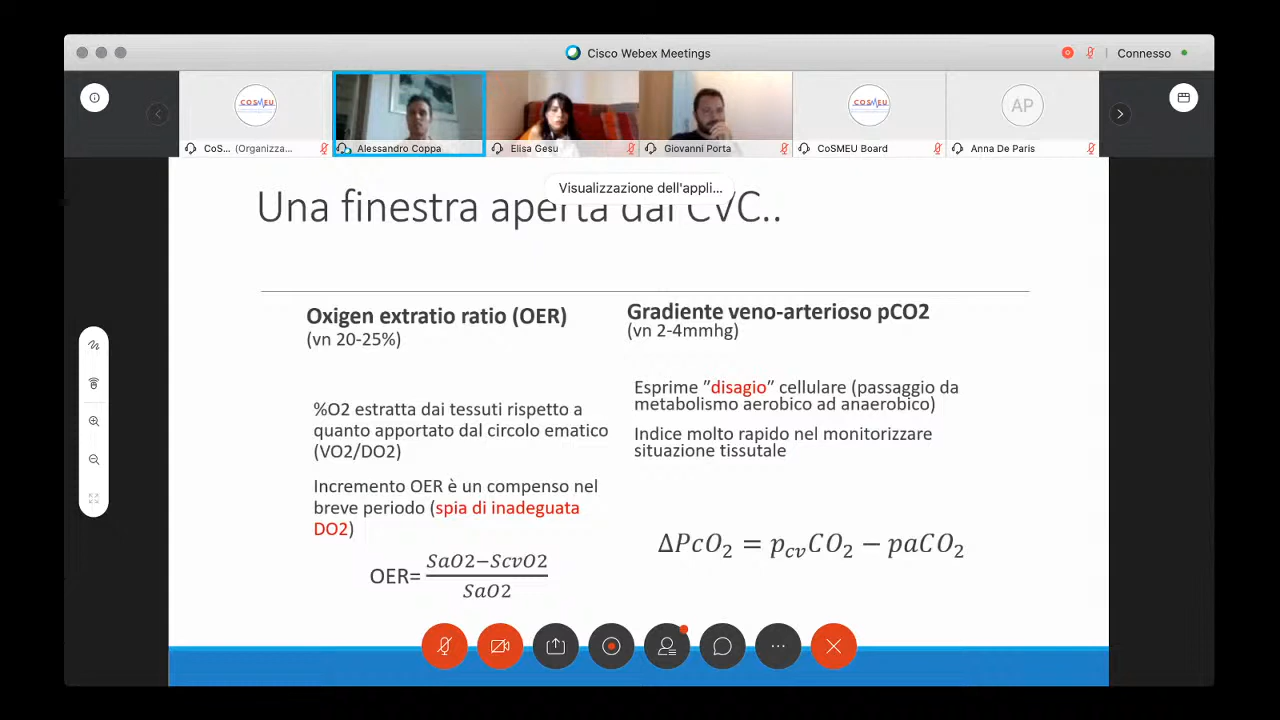 Cisco Webex Meetings
Connesso
COSMEU
CoS... (Organizza...
Alessandro Coppa
Elisa Gesu
Giovanni Porta
COSMEU
CoSMEU Board
AP
Anna De Paris
Visualizzazione dell'appli...
Una finestra aperta dal CVC..
Oxigen extratio ratio (OER)
(vn 20-25%)
%O2 estratta dai tessuti rispetto a
quanto apportato dal circolo ematico
(VO2/DO2)
Incremento OER è un compenso nel
breve periodo (spia di inadeguata
DO2)
OER= SaO2−ScvO2
SaO2
Gradiente veno-arterioso pCO2
(vn 2-4mmhg)
Esprime "disagio" cellulare (passaggio da
metabolismo aerobico ad anaerobico)
Indice molto rapido nel monitorizzare
situazione tissutale
ΔPcO₂ = p_cvCO₂ − paCO₂